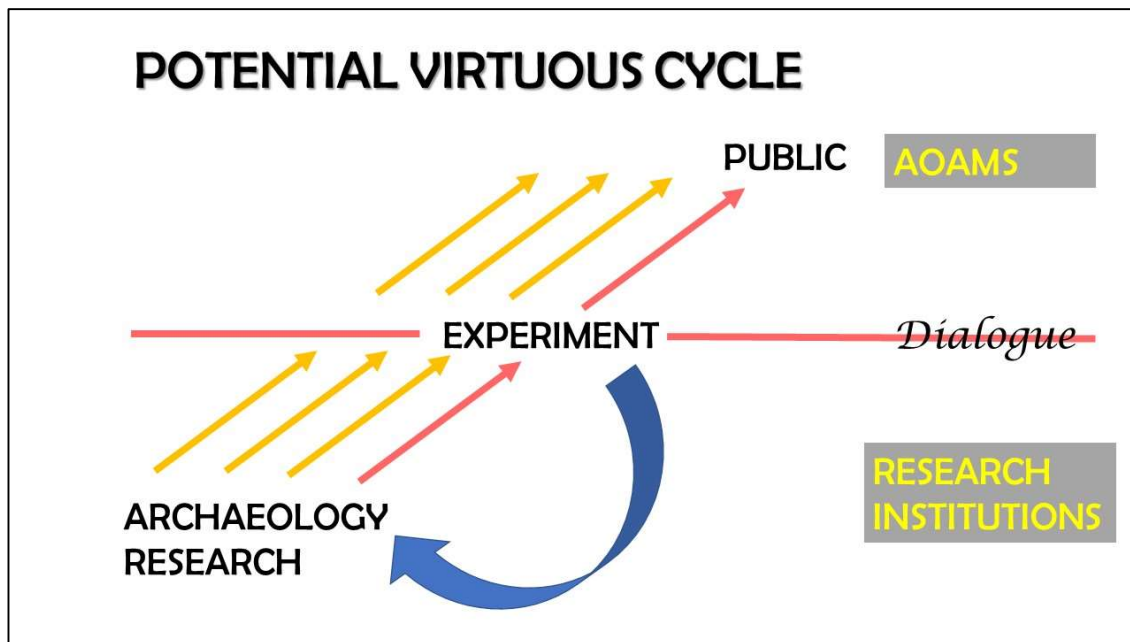 POTENTIAL VIRTUOUS CYCLE
PUBLIC
AOAMS
EXPERIMENT
Dialogue
ARCHAEOLOGY
RESEARCH
RESEARCH
INSTITUTIONS